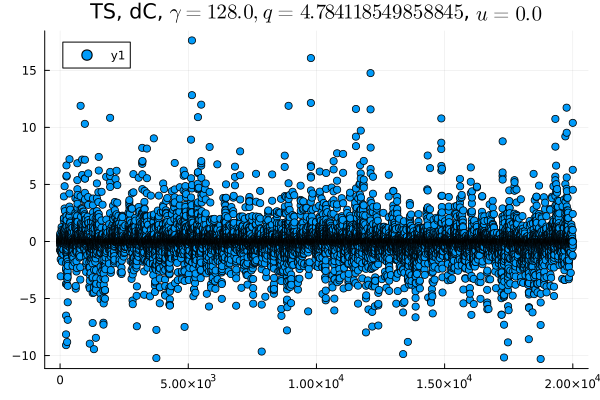 TS, dC, γ = 128.0, q = 4.784118549858845, u = 0.0
y1
15
10
5
0
−5
−10
0 5.00×10³ 1.00×10⁴ 1.50×10⁴ 2.00×10⁴